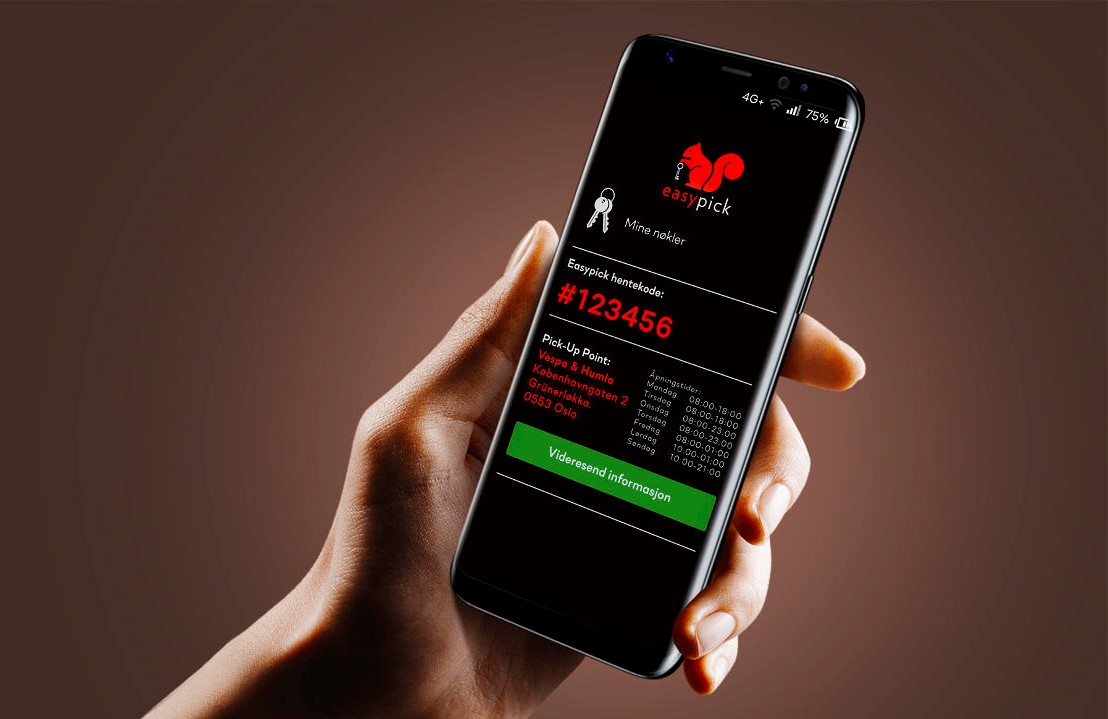 4G+ 75%
easypick
Mine nøkler
Easypick hentekode:
#123456
Pick-Up Point:
Vespa & Humla
Københavngaten 2
Grünerløkka.
0553 Oslo
Åpningstider:
Mandag 08:00-18:00
Tirsdag 08:00-18:00
Onsdag 08:00-23:00
Torsdag 08:00-23:00
Fredag 08:00-01:00
Lørdag 10:00-01:00
Søndag 10:00-21:00
Videresend informasjon